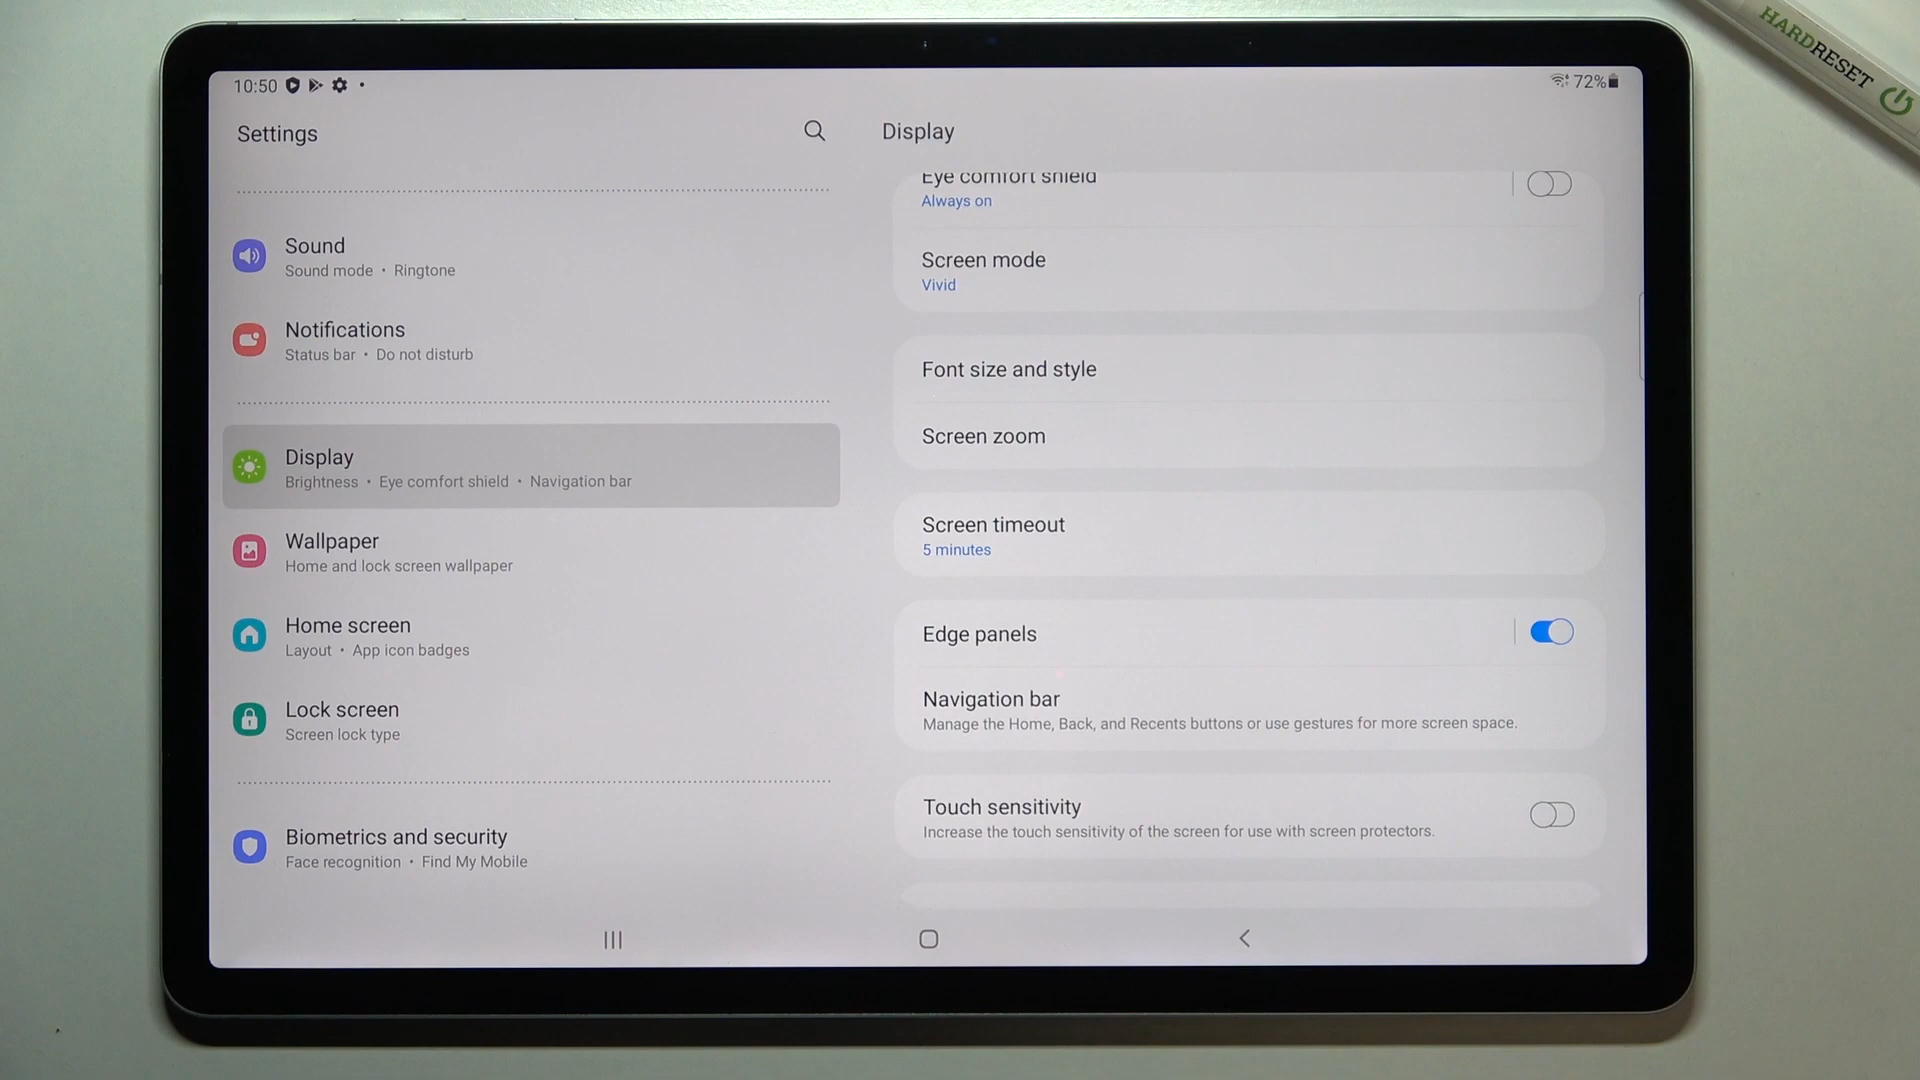 HARDRESET
10:50
72%
Settings
Display
Sound
Sound mode • Ringtone
Notifications
Status bar • Do not disturb
Display
Brightness • Eye comfort shield • Navigation bar
Wallpaper
Home and lock screen wallpaper
Home screen
Layout • App icon badges
Lock screen
Screen lock type
Biometrics and security
Face recognition • Find My Mobile
Eye comfort shield
Always on
Screen mode
Vivid
Font size and style
Screen zoom
Screen timeout
5 minutes
Edge panels
Navigation bar
Manage the Home, Back, and Recents buttons or use gestures for more screen space.
Touch sensitivity
Increase the touch sensitivity of the screen for use with screen protectors.